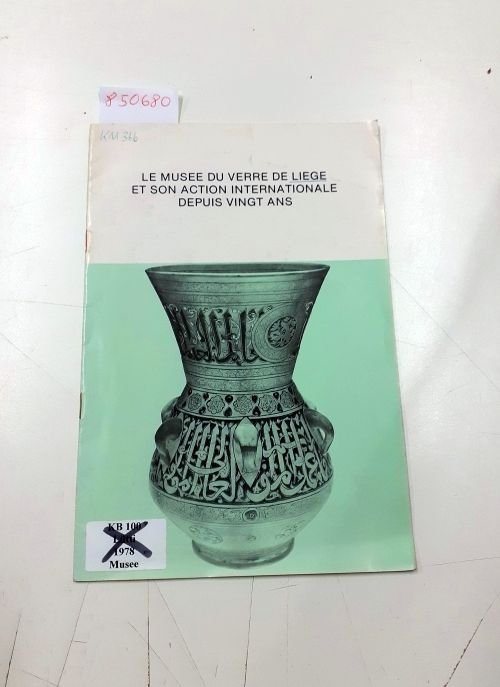 850680
KM 316
LE MUSEE DU VERRE DE LIEGE
ET SON ACTION INTERNATIONALE
DEPUIS VINGT ANS
KB 100
1978
Musee